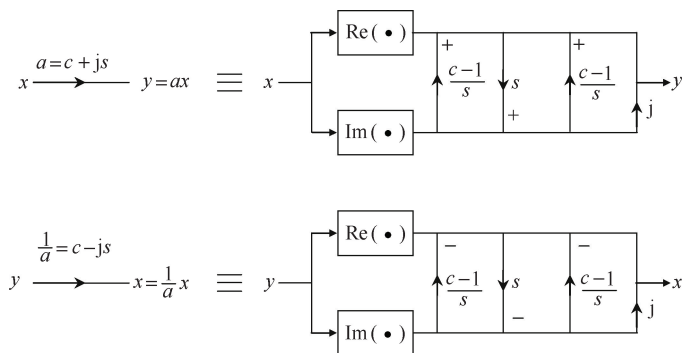 a = c + js
x
y = ax
≡
x
Re(•)
Im(•)
+
c−1/s
s
+
+
c−1/s
j
y
1/a = c−js
y
x = 1/a x
≡
y
Re(•)
Im(•)
−
c−1/s
s
−
−
c−1/s
j
x